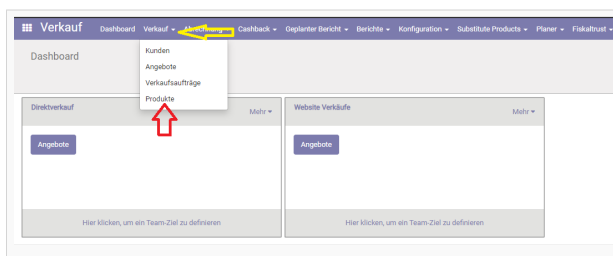 Verkauf Dashboard Verkauf Abrechnung Cashback Geplanter Bericht Berichte Konfiguration Substitute Products Planer Fiskaltrust
Dashboard
Kunden
Angebote
Verkaufsaufträge
Produkte
Direktverkauf Mehr
Angebote
Hier klicken, um ein Team-Ziel zu definieren
Website Verkäufe Mehr
Angebote
Hier klicken, um ein Team-Ziel zu definieren